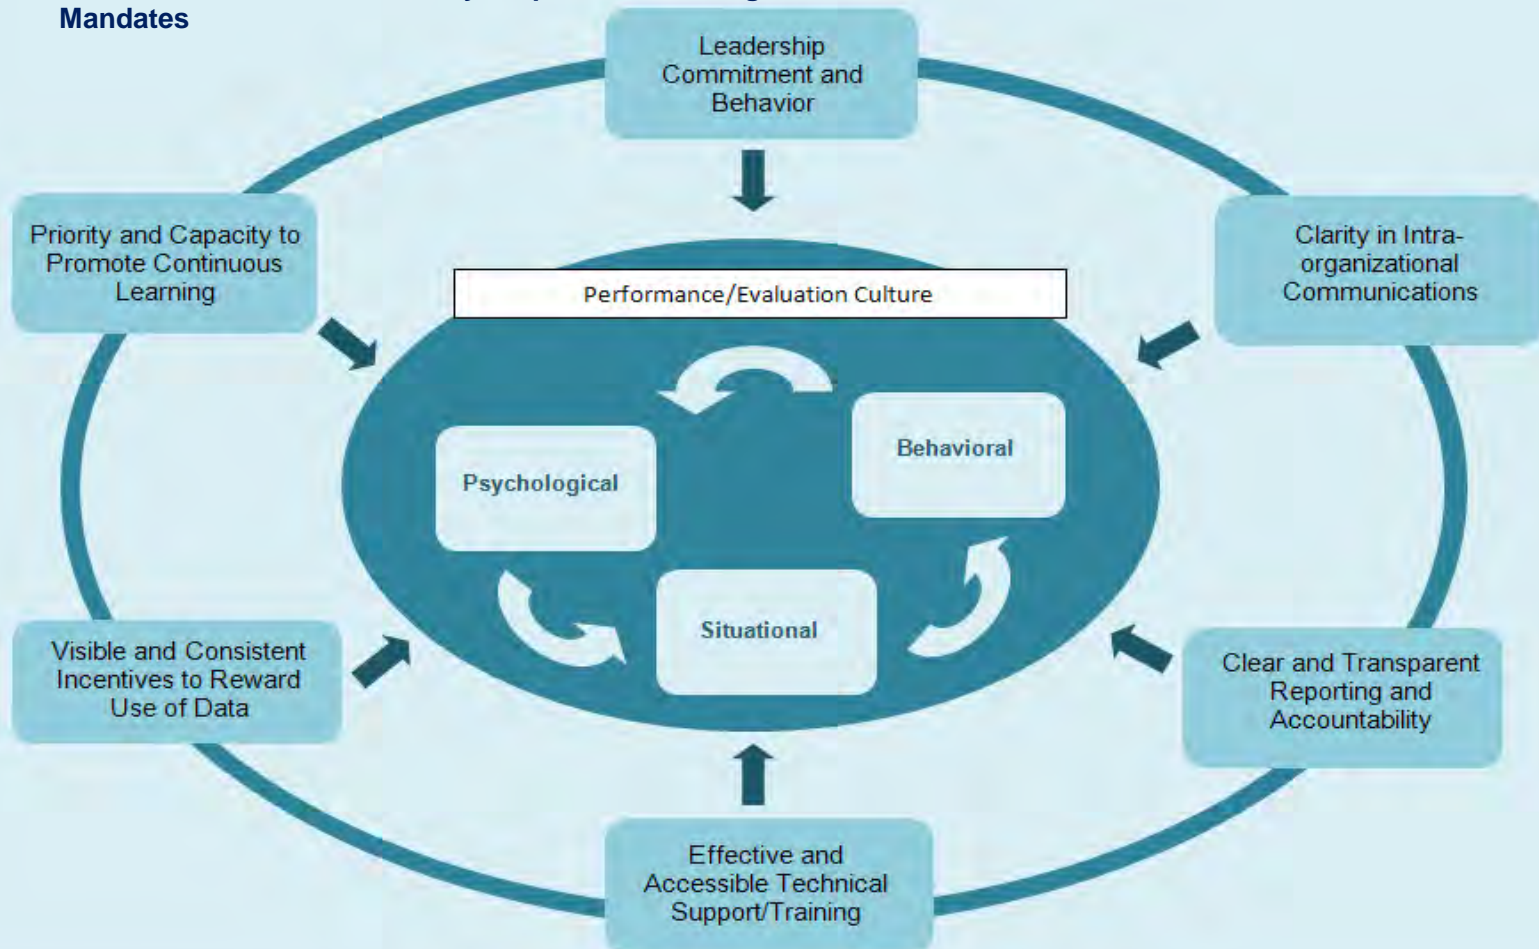 Mandates
Leadership
Commitment and
Behavior
Priority and Capacity to
Promote Continuous
Learning
Clarity in Intra-
organizational
Communications
Performance/Evaluation Culture
Behavioral
Psychological
Situational
Visible and Consistent
Incentives to Reward
Use of Data
Clear and Transparent
Reporting and
Accountability
Effective and
Accessible Technical
Support/Training